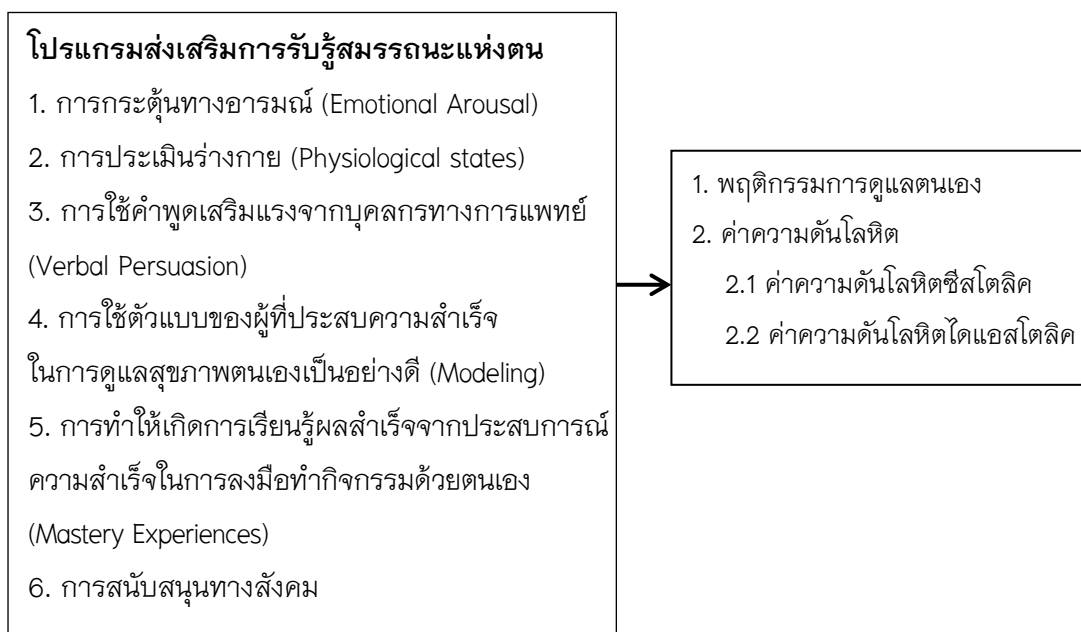 โปรแกรมส่งเสริมการรับรู้สมรรถนะแห่งตน
1. การกระตุ้นทางอารมณ์ (Emotional Arousal)
2. การประเมินร่างกาย (Physiological states)
3. การใช้คำพูดเสริมแรงจากบุคลกรทางการแพทย์
(Verbal Persuasion)
4. การใช้ตัวแบบของผู้ที่ประสบความสำเร็จ
ในการดูแลสุขภาพตนเองเป็นอย่างดี (Modeling)
5. การทำให้เกิดการเรียนรู้ผลสำเร็จจากประสบการณ์
ความสำเร็จในการลงมือทำกิจกรรมด้วยตนเอง
(Mastery Experiences)
6. การสนับสนุนทางสังคม
1. พฤติกรรมการดูแลตนเอง
2. ค่าความดันโลหิต
2.1 ค่าความดันโลหิตซีสโตลิค
2.2 ค่าความดันโลหิตไดแอสโตลิค